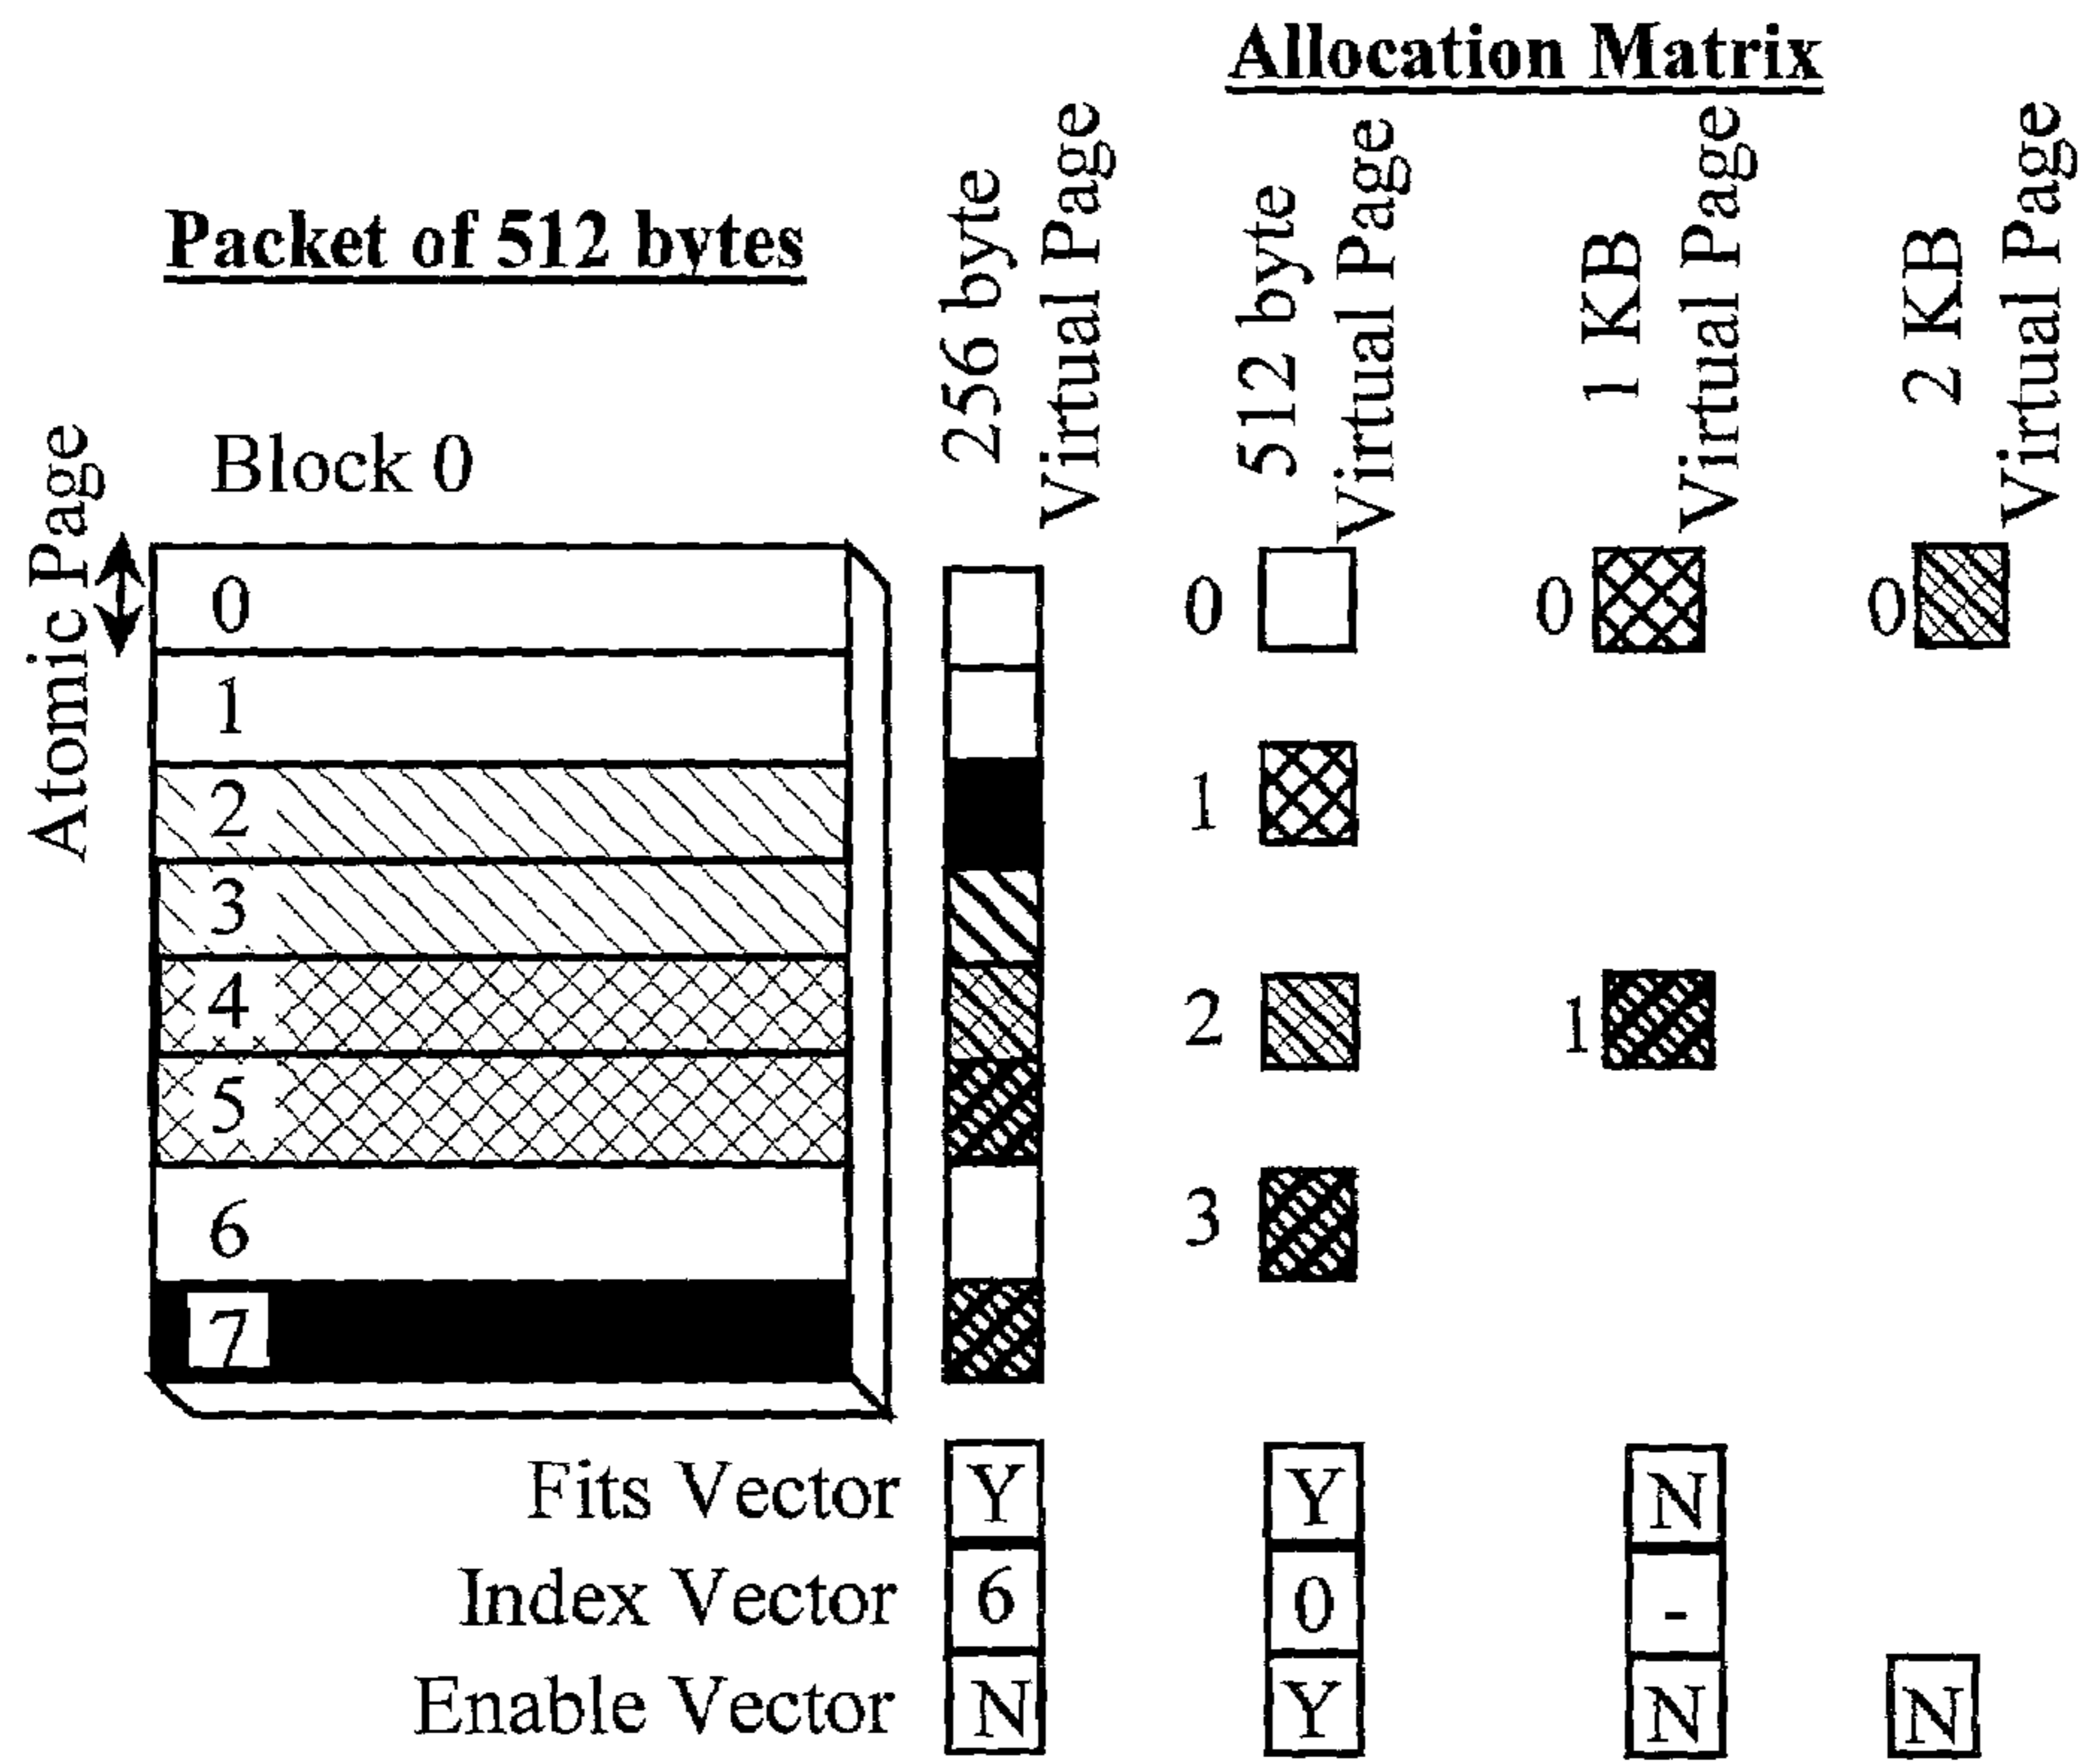 Allocation Matrix
Packet of 512 bytes
256 byte
Virtual Page
512 byte
Virtual Page
1 KB
Virtual Page
2 KB
Virtual Page
Atomic Page
Block 0
0
1
2
3
4
5
6
7
0
1
2
3
0
1
0
Fits Vector Y Y N
Index Vector 6 0 -
Enable Vector N Y N N